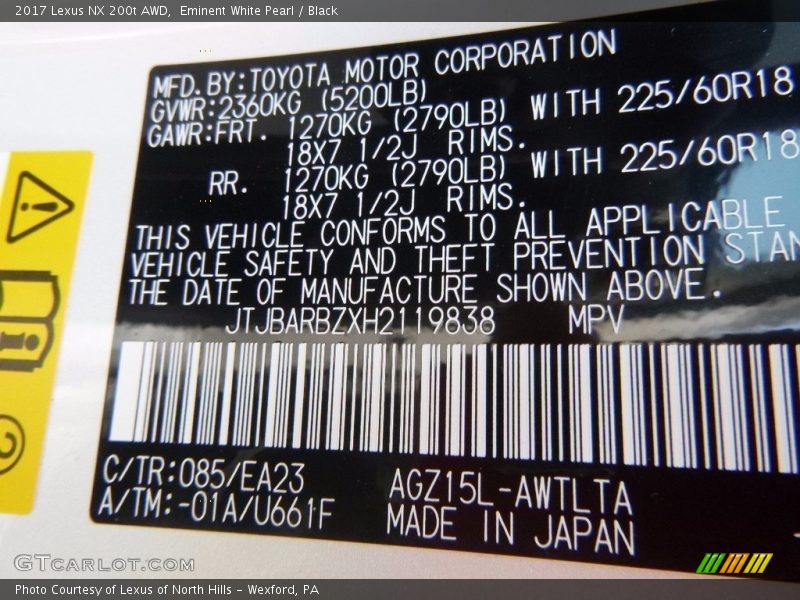 2017 Lexus NX 200t AWD, Eminent White Pearl / Black
MFD.BY:TOYOTA MOTOR CORPORATION
GVWR:2360KG (5200LB)
GAWR:FRT. 1270KG (2790LB) WITH 225/60R18
18X7 1/2J RIMS.
RR. 1270KG (2790LB) WITH 225/60R18
18X7 1/2J RIMS.
THIS VEHICLE CONFORMS TO ALL APPLICABLE
VEHICLE SAFETY AND THEFT PREVENTION STAN
THE DATE OF MANUFACTURE SHOWN ABOVE.
JTJBARBZXH2119838 MPV
C/TR:085/EA23 AGZ15L-AWTLTA
A/TM:-01A/U661F MADE IN JAPAN
GTCARLOT.COM
Photo Courtesy of Lexus of North Hills - Wexford, PA